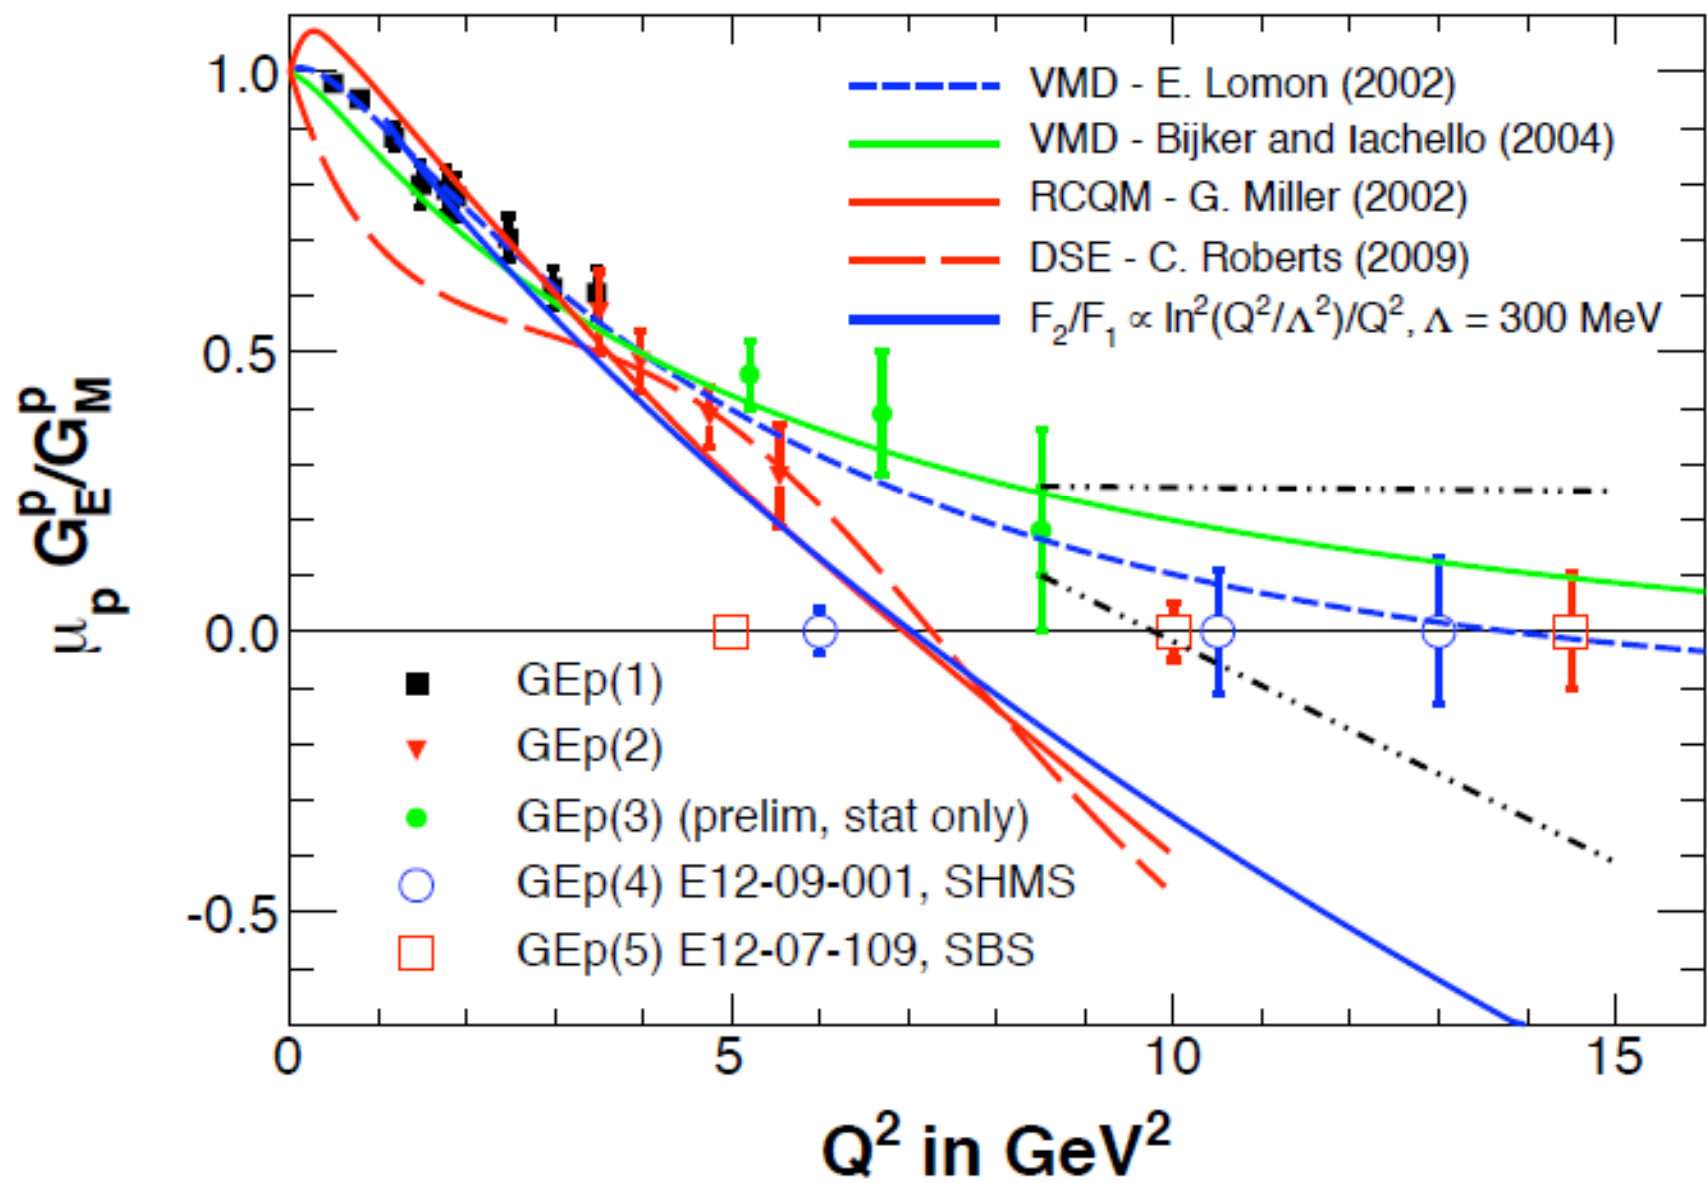 1.0
0.5
0.0
-0.5
μp GEp/GMp
VMD - E. Lomon (2002)
VMD - Bijker and Iachello (2004)
RCQM - G. Miller (2002)
DSE - C. Roberts (2009)
F2/F1 ∝ ln²(Q²/Λ²)/Q², Λ = 300 MeV
GEp(1)
GEp(2)
GEp(3) (prelim, stat only)
GEp(4) E12-09-001, SHMS
GEp(5) E12-07-109, SBS
0 5 10 15
Q² in GeV²